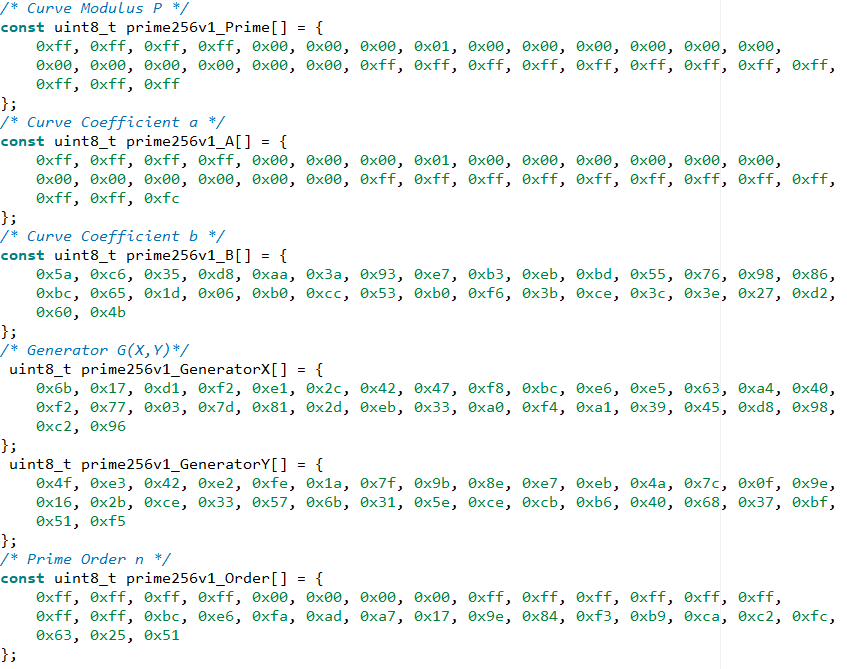 /* Curve Modulus P */
const uint8_t prime256v1_Prime[] = {
    0xff, 0xff, 0xff, 0xff, 0x00, 0x00, 0x00, 0x01, 0x00, 0x00, 0x00, 0x00, 0x00, 0x00,
    0x00, 0x00, 0x00, 0x00, 0x00, 0x00, 0xff, 0xff, 0xff, 0xff, 0xff, 0xff, 0xff, 0xff, 0xff,
    0xff, 0xff, 0xff
};
/* Curve Coefficient a */
const uint8_t prime256v1_A[] = {
    0xff, 0xff, 0xff, 0xff, 0x00, 0x00, 0x00, 0x01, 0x00, 0x00, 0x00, 0x00, 0x00, 0x00,
    0x00, 0x00, 0x00, 0x00, 0x00, 0x00, 0xff, 0xff, 0xff, 0xff, 0xff, 0xff, 0xff, 0xff, 0xff,
    0xff, 0xff, 0xfc
};
/* Curve Coefficient b */
const uint8_t prime256v1_B[] = {
    0x5a, 0xc6, 0x35, 0xd8, 0xaa, 0x3a, 0x93, 0xe7, 0xb3, 0xeb, 0xbd, 0x55, 0x76, 0x98, 0x86,
    0xbc, 0x65, 0x1d, 0x06, 0xb0, 0xcc, 0x53, 0xb0, 0xf6, 0x3b, 0xce, 0x3c, 0x3e, 0x27, 0xd2,
    0x60, 0x4b
};
/* Generator G(X,Y)*/
 uint8_t prime256v1_GeneratorX[] = {
    0x6b, 0x17, 0xd1, 0xf2, 0xe1, 0x2c, 0x42, 0x47, 0xf8, 0xbc, 0xe6, 0xe5, 0x63, 0xa4, 0x40,
    0xf2, 0x77, 0x03, 0x7d, 0x81, 0x2d, 0xeb, 0x33, 0xa0, 0xf4, 0xa1, 0x39, 0x45, 0xd8, 0x98,
    0xc2, 0x96
};
 uint8_t prime256v1_GeneratorY[] = {
    0x4f, 0xe3, 0x42, 0xe2, 0xfe, 0x1a, 0x7f, 0x9b, 0x8e, 0xe7, 0xeb, 0x4a, 0x7c, 0x0f, 0x9e,
    0x16, 0x2b, 0xce, 0x33, 0x57, 0x6b, 0x31, 0x5e, 0xce, 0xcb, 0xb6, 0x40, 0x68, 0x37, 0xbf,
    0x51, 0xf5
};
/* Prime Order n */
const uint8_t prime256v1_Order[] = {
    0xff, 0xff, 0xff, 0xff, 0x00, 0x00, 0x00, 0x00, 0xff, 0xff, 0xff, 0xff, 0xff, 0xff,
    0xff, 0xff, 0xbc, 0xe6, 0xfa, 0xad, 0xa7, 0x17, 0x9e, 0x84, 0xf3, 0xb9, 0xca, 0xc2, 0xfc,
    0x63, 0x25, 0x51
};